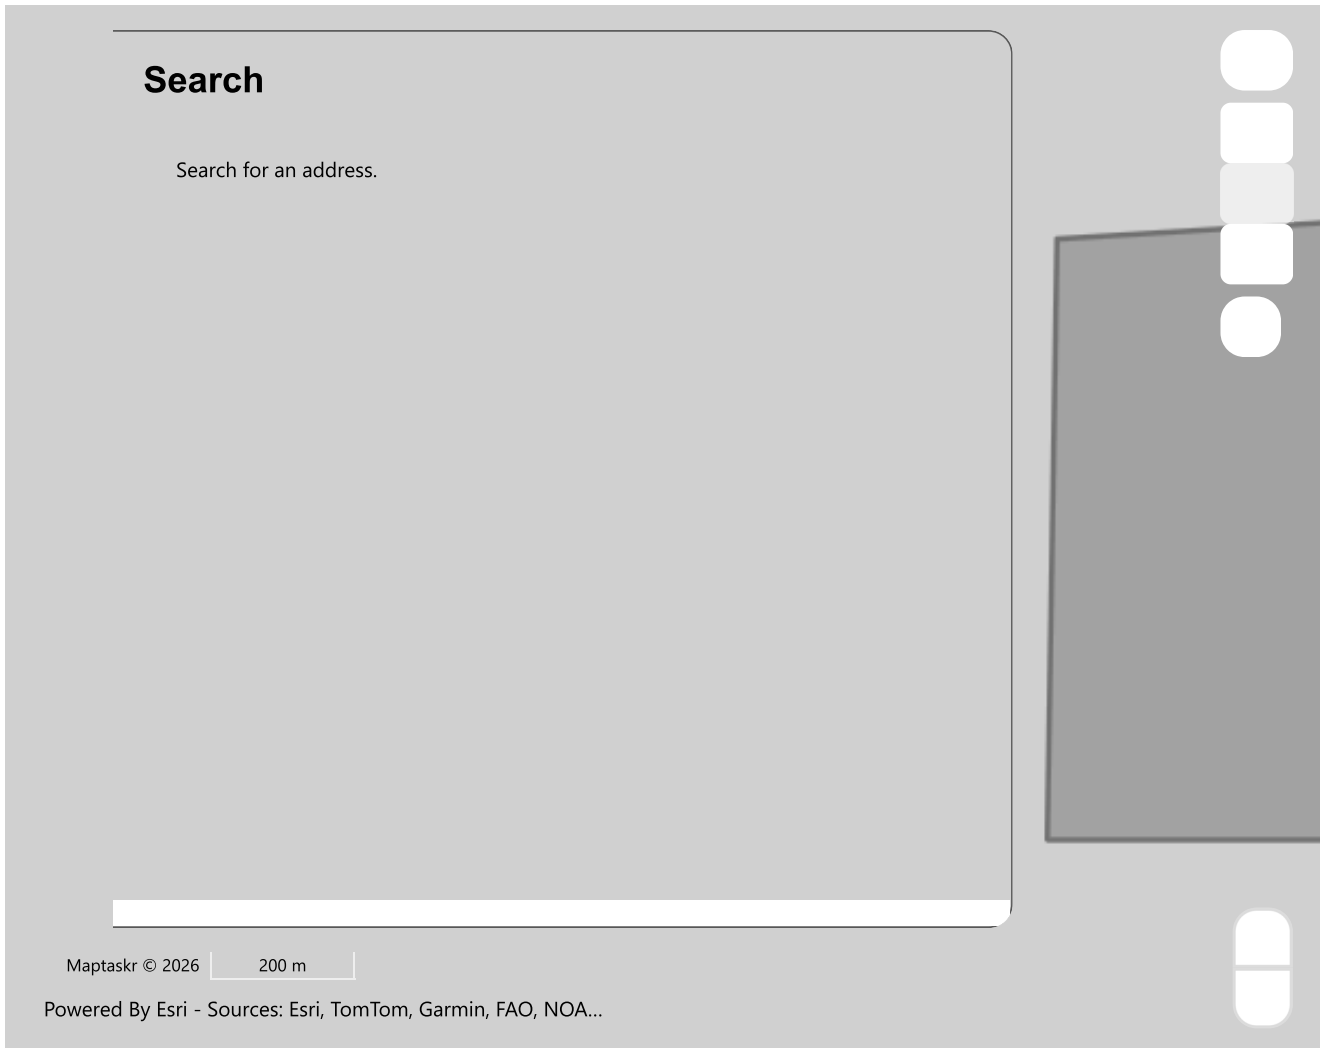 Search
Search for an address.
Maptaskr © 2026
200 m
Powered By Esri - Sources: Esri, TomTom, Garmin, FAO, NOA...